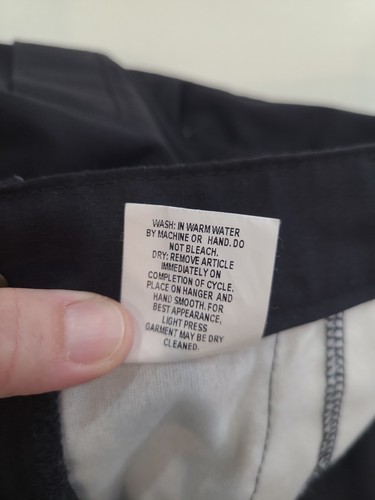 WASH: IN WARM WATER
BY MACHINE OR HAND. DO
NOT BLEACH.
DRY: REMOVE ARTICLE
IMMEDIATELY ON
COMPLETION OF CYCLE,
PLACE ON HANGER AND
HAND SMOOTH. FOR
BEST APPEARANCE,
LIGHT PRESS
GARMENT MAY BE DRY
CLEANED.